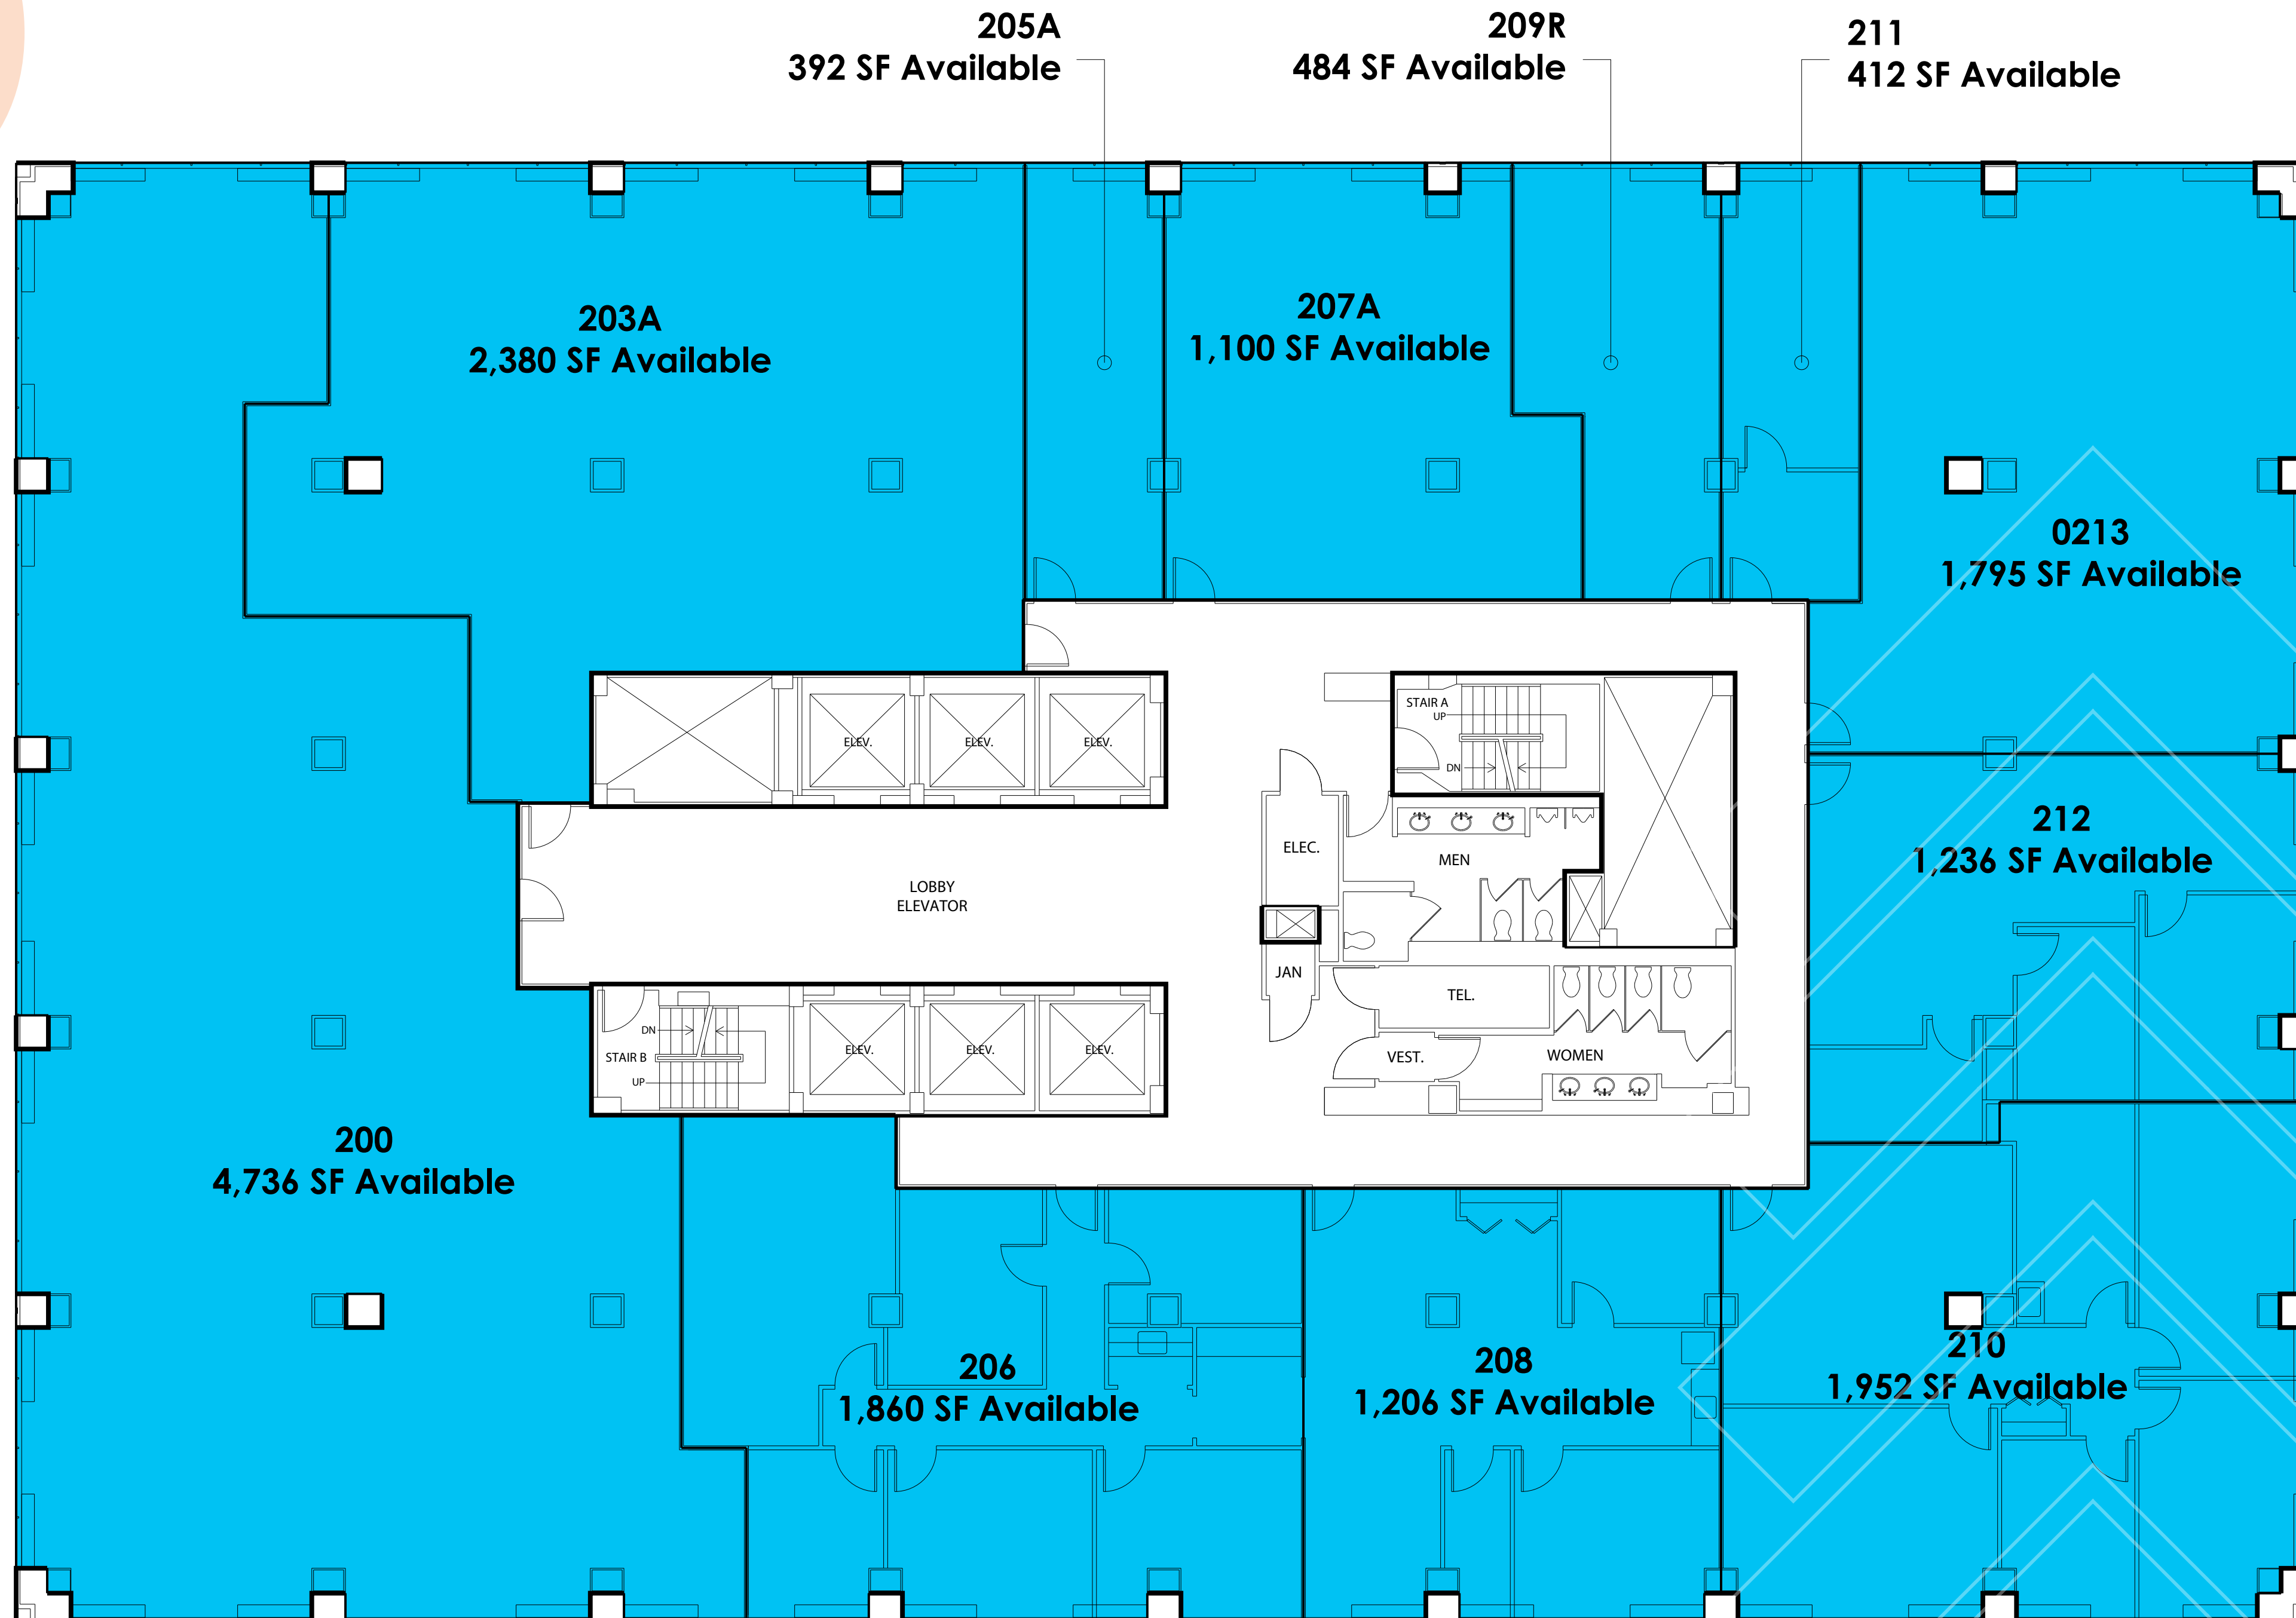 205A
392 SF Available
209R
484 SF Available
211
412 SF Available
203A
2,380 SF Available
207A
1,100 SF Available
0213
1,795 SF Available
STAIR A
UP
DN
ELEV.
ELEV.
ELEV.
212
1,236 SF Available
ELEC.
MEN
LOBBY
ELEVATOR
JAN
TEL.
DN
STAIR B
UP
ELEV.
ELEV.
ELEV.
VEST.
WOMEN
200
4,736 SF Available
206
1,860 SF Available
208
1,206 SF Available
210
1,952 SF Available